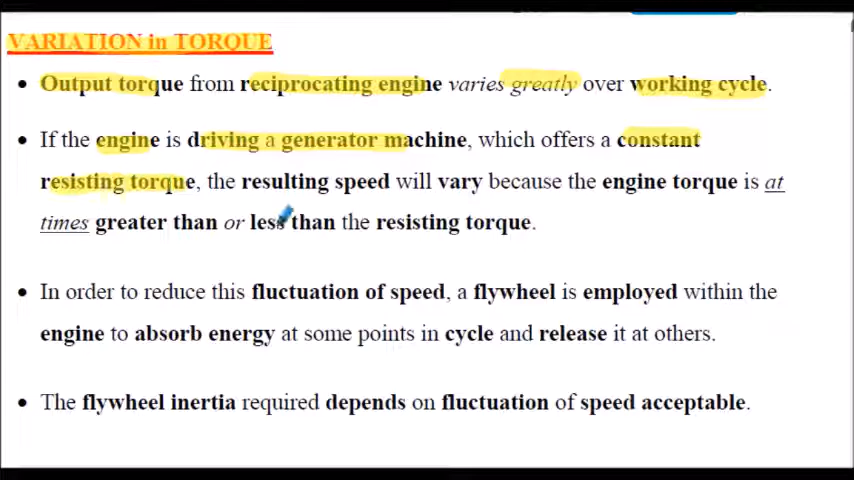 VARIATION in TORQUE
• Output torque from reciprocating engine varies greatly over working cycle.
• If the engine is driving a generator machine, which offers a constant
resisting torque, the resulting speed will vary because the engine torque is at
times greater than or less than the resisting torque.
• In order to reduce this fluctuation of speed, a flywheel is employed within the
engine to absorb energy at some points in cycle and release it at others.
• The flywheel inertia required depends on fluctuation of speed acceptable.